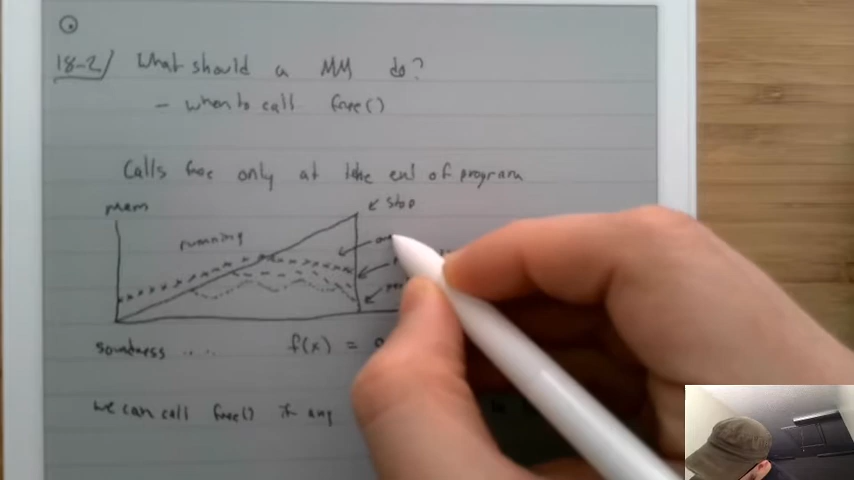 18-2/ What should a MM do?
- when to call free()
Calls free only at the end of program
mem
stop
running
soundness ....
f(x) =
we can call free() if any